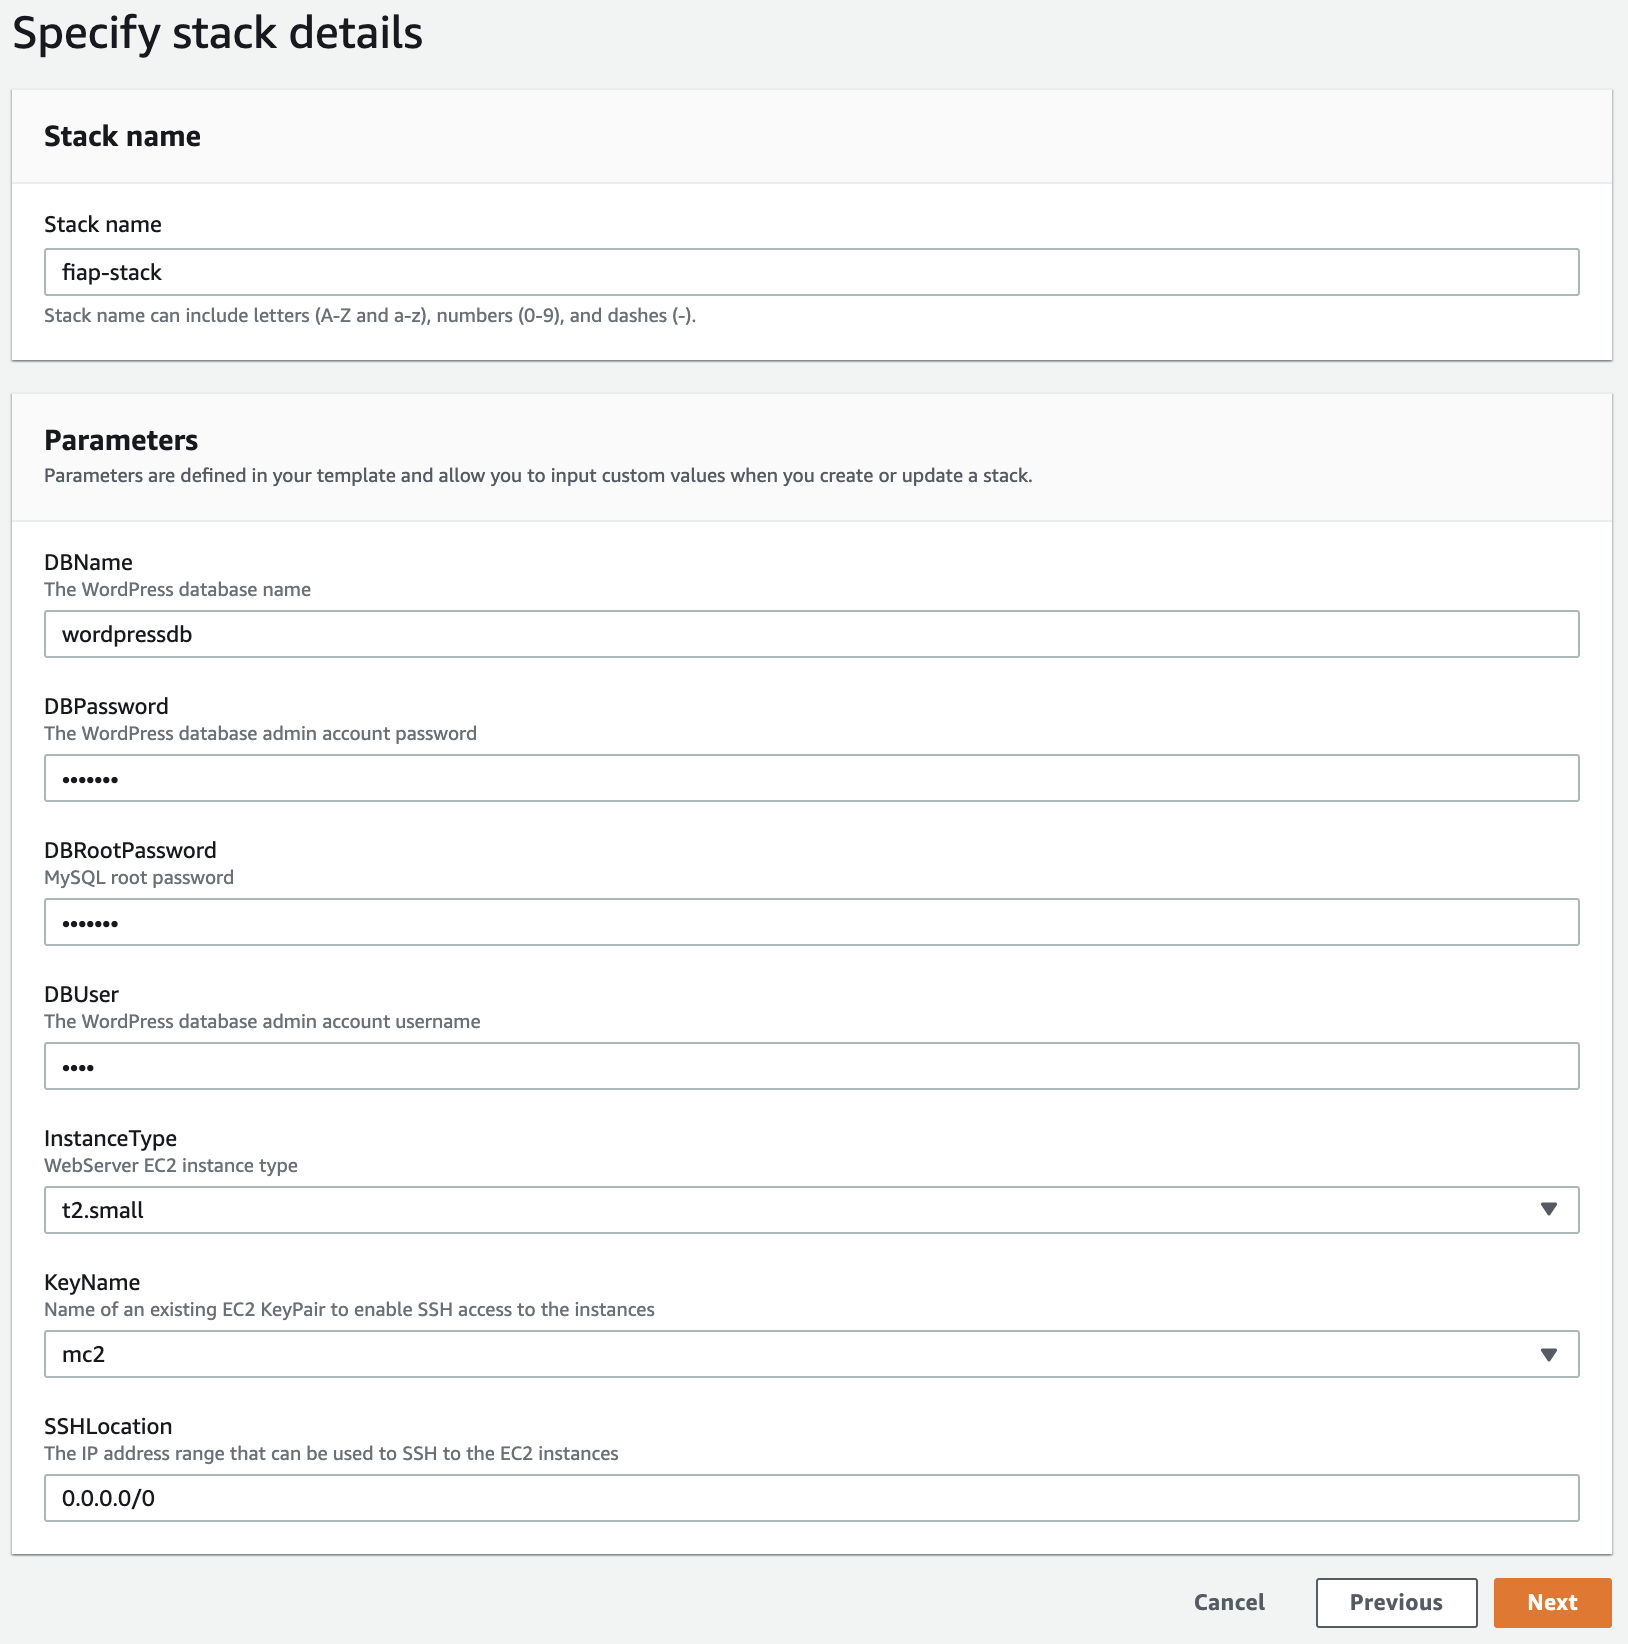 Specify stack details
Stack name
Stack name
fiap-stack
Stack name can include letters (A-Z and a-z), numbers (0-9), and dashes (-).
Parameters
Parameters are defined in your template and allow you to input custom values when you create or update a stack.
DBName
The WordPress database name
wordpressdb
DBPassword
The WordPress database admin account password
•••••••
DBRootPassword
MySQL root password
•••••••
DBUser
The WordPress database admin account username
••••
InstanceType
WebServer EC2 instance type
t2.small
KeyName
Name of an existing EC2 KeyPair to enable SSH access to the instances
mc2
SSHLocation
The IP address range that can be used to SSH to the EC2 instances
0.0.0.0/0
Cancel Previous Next